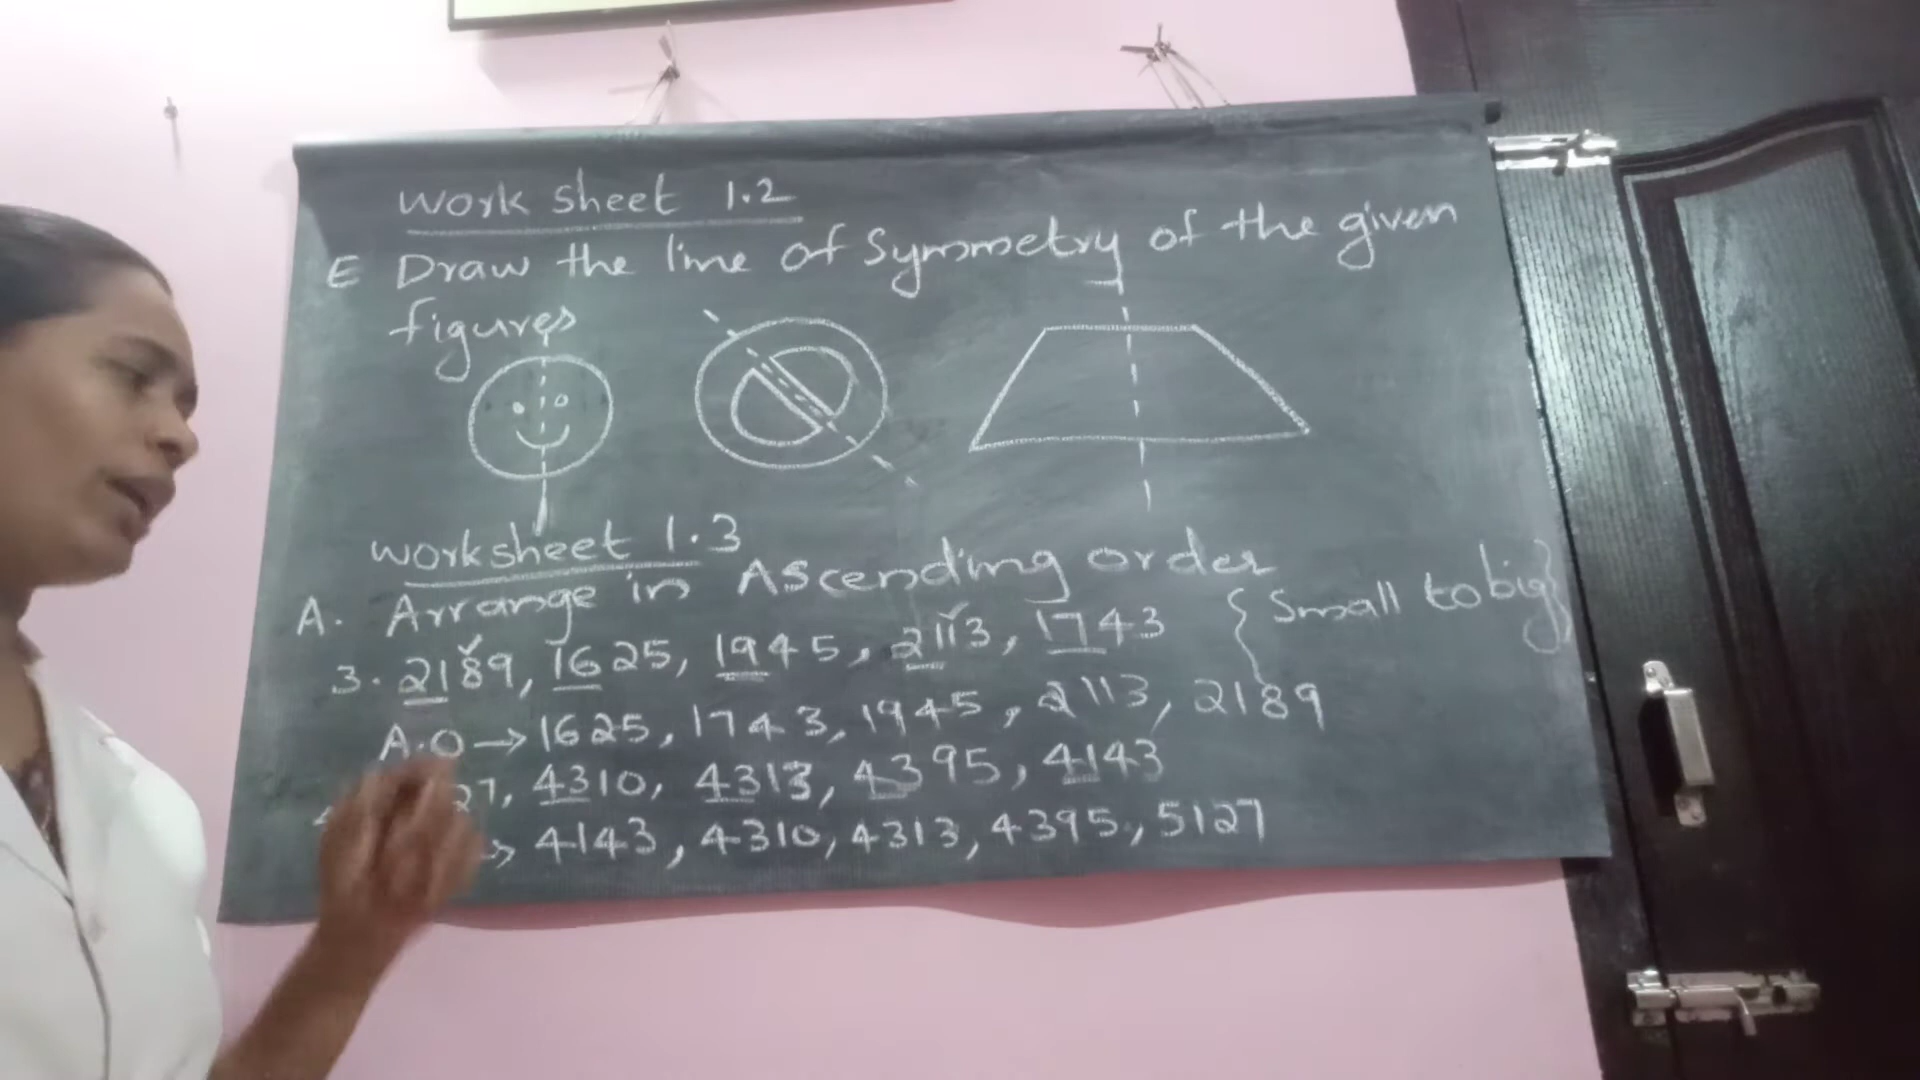 Work sheet 1.2
E Draw the line of Symmetry of the given
figures
Worksheet 1.3
A. Arrange in Ascending order
{Small to big}
3. 2189, 1625, 1945, 2113, 1743
A.O → 1625, 1743, 1945, 2113, 2189
27, 4310, 4313, 4395, 4143
→ 4143, 4310, 4313, 4395, 5127